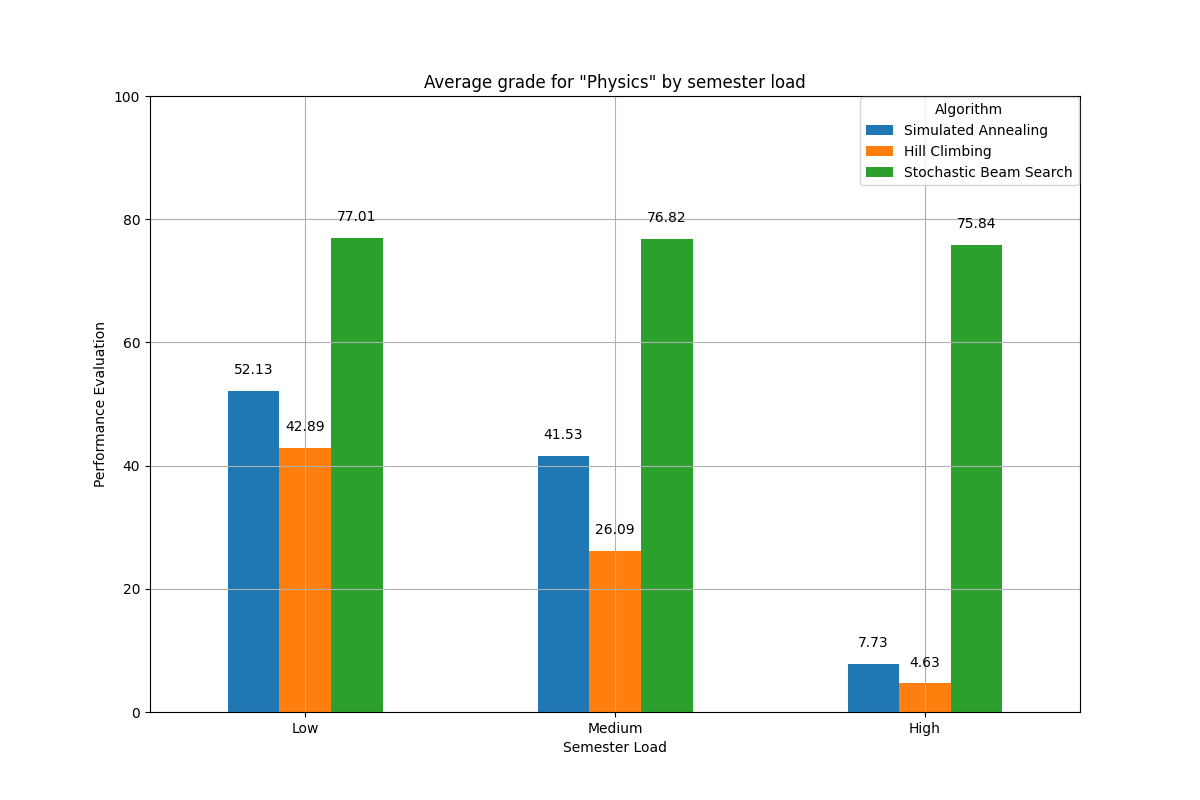 Average grade for "Physics" by semester load
Algorithm
Simulated Annealing
Hill Climbing
Stochastic Beam Search
Performance Evaluation
100
80
60
40
20
0
52.13
42.89
77.01
41.53
26.09
76.82
7.73
4.63
75.84
Low
Medium
High
Semester Load